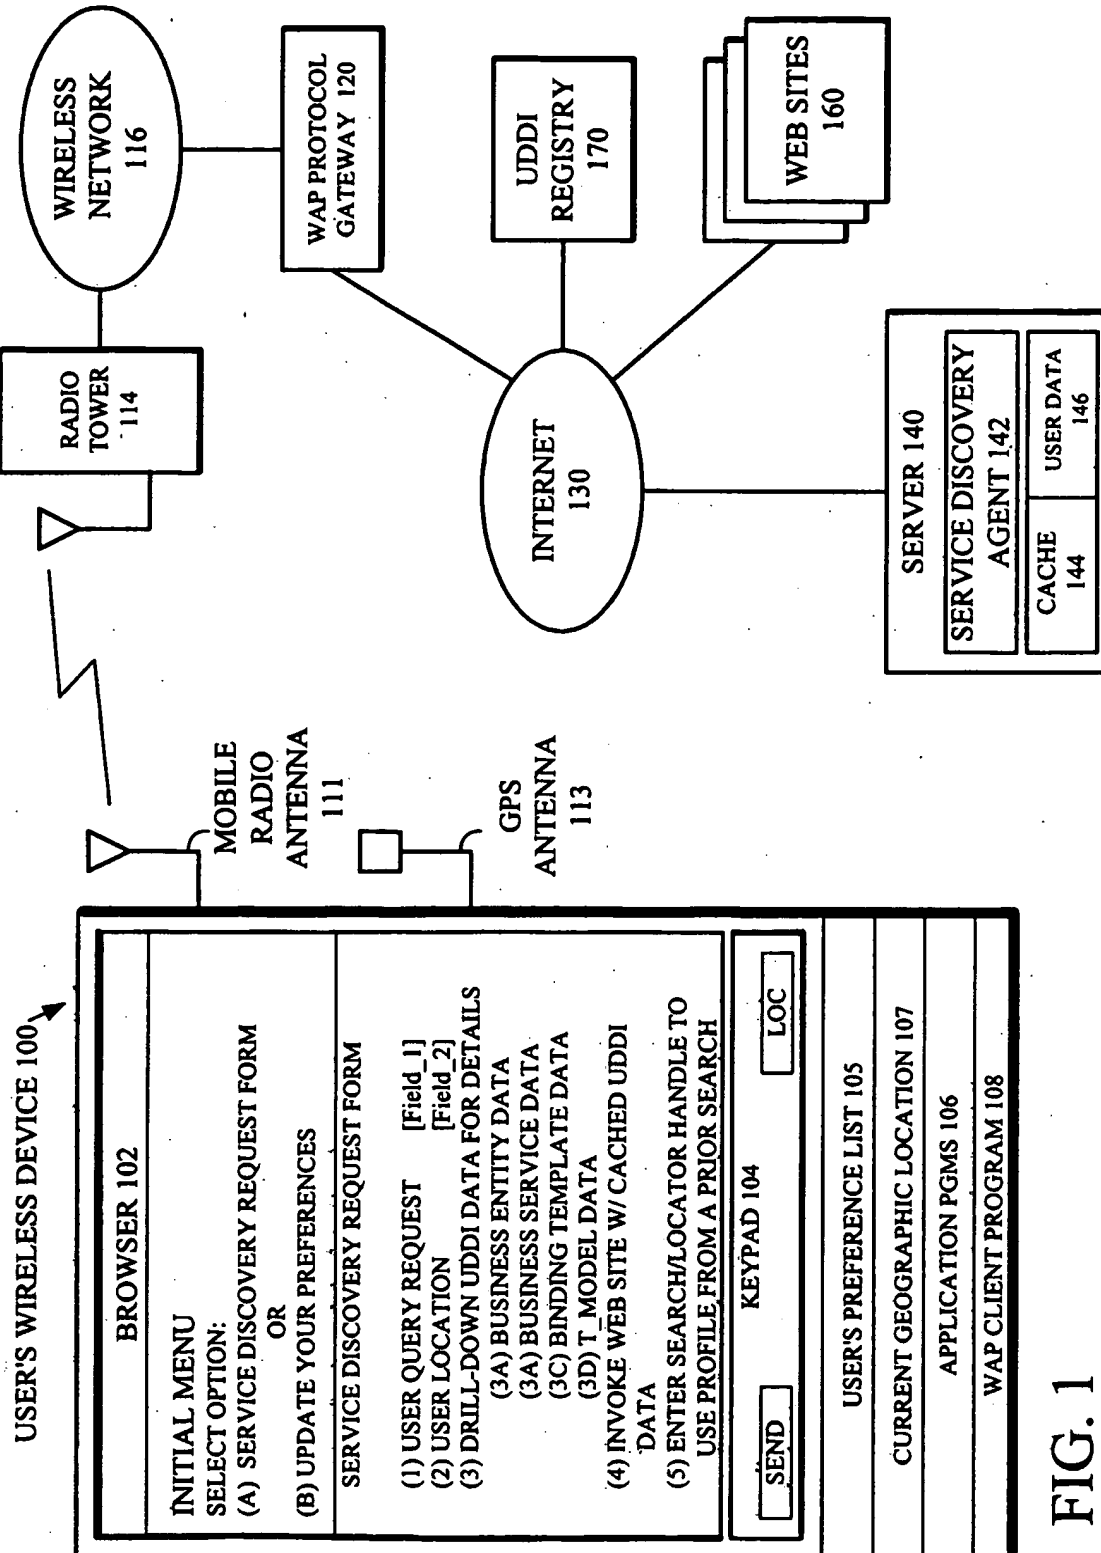 USER'S WIRELESS DEVICE 100
BROWSER 102
INITIAL MENU
SELECT OPTION:
(A) SERVICE DISCOVERY REQUEST FORM
OR
(B) UPDATE YOUR PREFERENCES
SERVICE DISCOVERY REQUEST FORM
(1) USER QUERY REQUEST [Field_1]
(2) USER LOCATION [Field_2]
(3) DRILL-DOWN UDDI DATA FOR DETAILS
(3A) BUSINESS ENTITY DATA
(3A) BUSINESS SERVICE DATA
(3C) BINDING TEMPLATE DATA
(3D) T_MODEL DATA
(4) INVOKE WEB SITE W/ CACHED UDDI
DATA
(5) ENTER SEARCH/LOCATOR HANDLE TO
USE PROFILE FROM A PRIOR SEARCH
KEYPAD 104
SEND
LOC
USER'S PREFERENCE LIST 105
CURRENT GEOGRAPHIC LOCATION 107
APPLICATION PGMS 106
WAP CLIENT PROGRAM 108
MOBILE
RADIO
ANTENNA
111
GPS
ANTENNA
113
RADIO
TOWER
114
WIRELESS
NETWORK
116
WAP PROTOCOL
GATEWAY 120
UDDI
REGISTRY
170
WEB SITES
160
INTERNET
130
SERVER 140
SERVICE DISCOVERY
AGENT 142
CACHE
144
USER DATA
146
FIG. 1